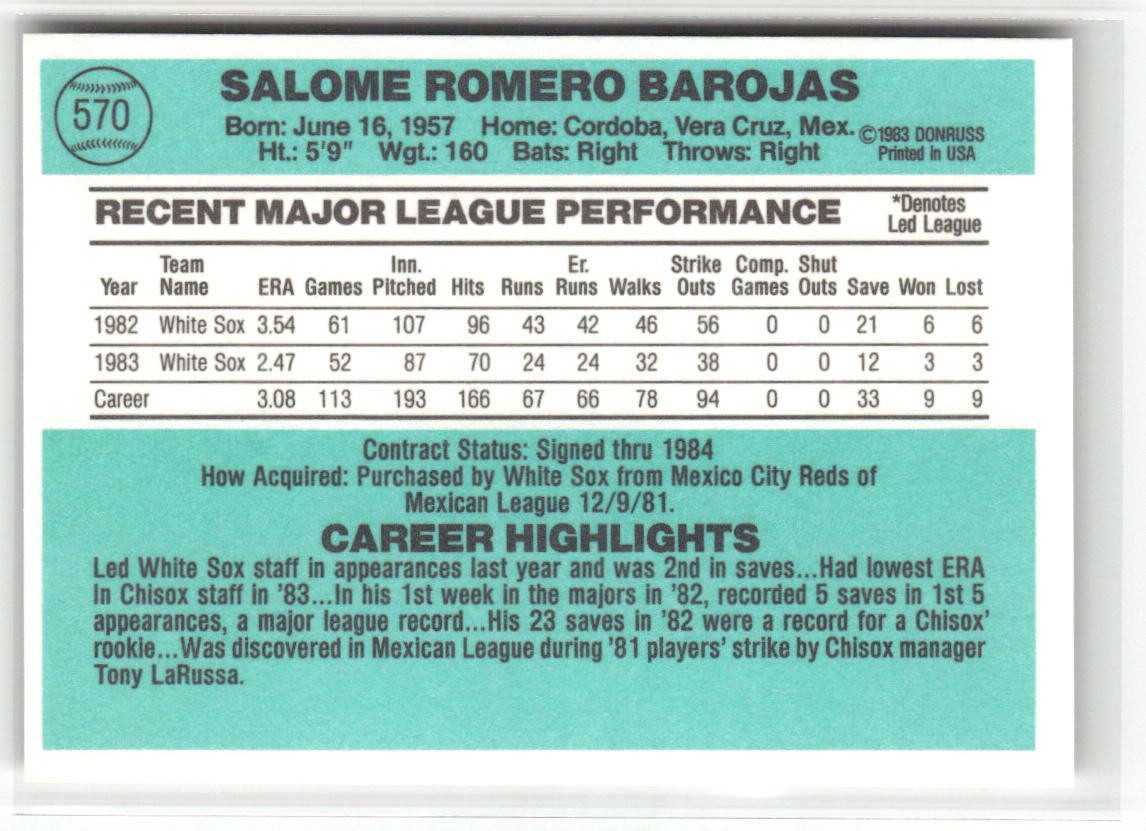 570
SALOME ROMERO BAROJAS
Born: June 16, 1957 Home: Cordoba, Vera Cruz, Mex. ©1983 DONRUSS
Ht.: 5'9" Wgt.: 160 Bats: Right Throws: Right Printed in USA
RECENT MAJOR LEAGUE PERFORMANCE *Denotes Led League
Year Team Name ERA Games Inn. Pitched Hits Runs Er. Runs Walks Strike Outs Comp. Games Shut Outs Save Won Lost
1982 White Sox 3.54 61 107 96 43 42 46 56 0 0 21 6 6
1983 White Sox 2.47 52 87 70 24 24 32 38 0 0 12 3 3
Career 3.08 113 193 166 67 66 78 94 0 0 33 9 9
Contract Status: Signed thru 1984
How Acquired: Purchased by White Sox from Mexico City Reds of
Mexican League 12/9/81.
CAREER HIGHLIGHTS
Led White Sox staff in appearances last year and was 2nd in saves...Had lowest ERA
in Chisox staff in '83...In his 1st week in the majors in '82, recorded 5 saves in 1st 5
appearances, a major league record...His 23 saves in '82 were a record for a Chisox'
rookie...Was discovered in Mexican League during '81 players' strike by Chisox manager
Tony LaRussa.